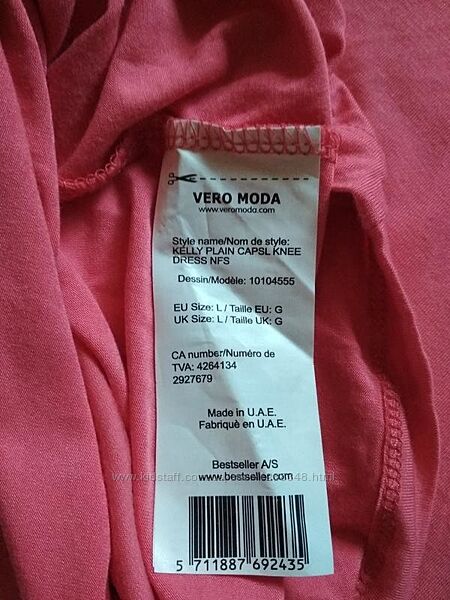 VERO MODA
www.veromoda.com
Style name/Nom de style:
KELLY PLAIN CAPSL KNEE
DRESS NFS
Dessin/Modèle: 10104555
EU Size: L / Taille EU: G
UK Size: L / Taille UK: G
CA number/Numéro de
TVA: 4264134
2927679
Made in U.A.E.
Fabriquè en U.A.E.
Bestseller A/S
www.bestseller.com
5 711887 692435